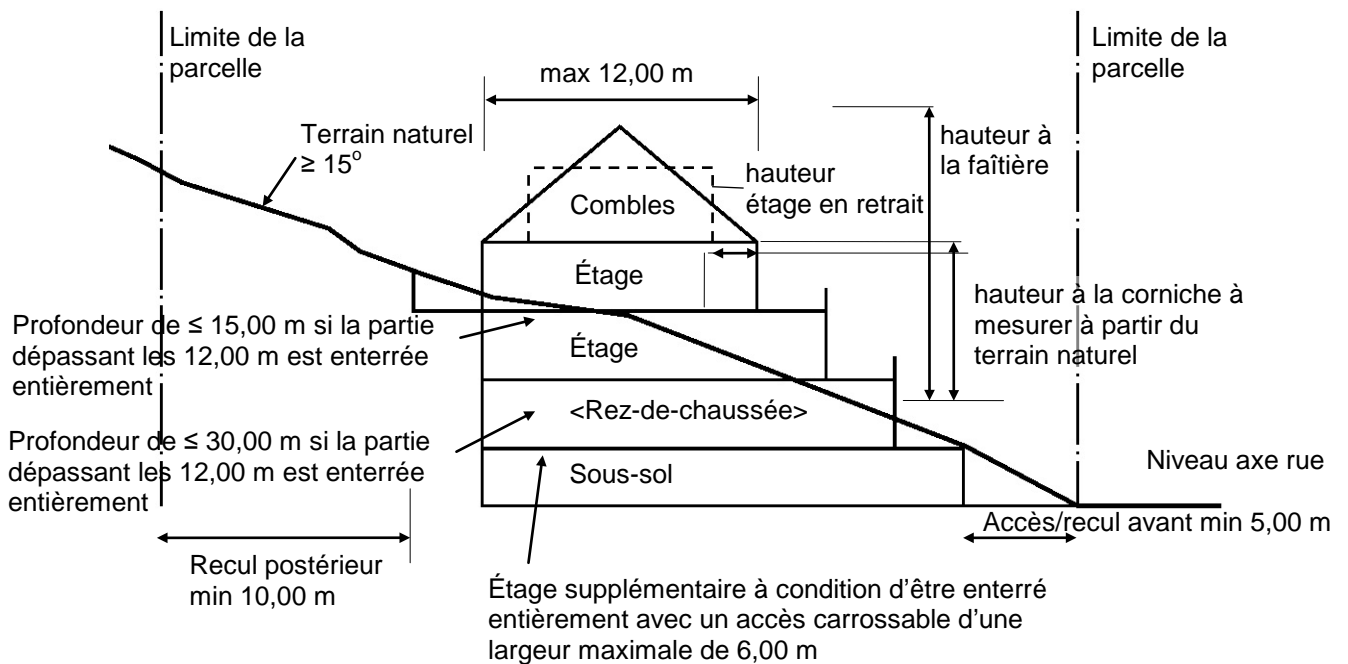 Limite de la
parcelle
max 12,00 m
Limite de la
parcelle
Terrain naturel
≥ 15°
hauteur à
la faîtière
hauteur
étage en retrait
Combles
Étage
hauteur à la corniche à
mesurer à partir du
terrain naturel
Profondeur de ≤ 15,00 m si la partie
dépassant les 12,00 m est enterrée
entièrement
Étage
<Rez-de-chaussée>
Profondeur de ≤ 30,00 m si la partie
dépassant les 12,00 m est enterrée
entièrement
Sous-sol
Niveau axe rue
Accès/recul avant min 5,00 m
Recul postérieur
min 10,00 m
Étage supplémentaire à condition d’être enterré
entièrement avec un accès carrossable d’une
largeur maximale de 6,00 m